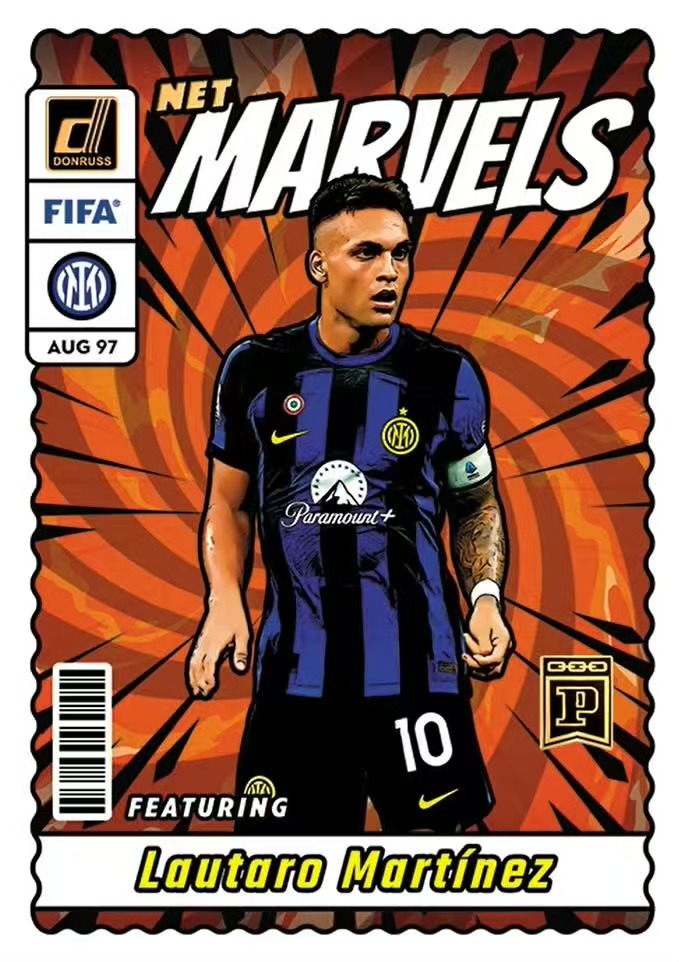 NET
MARVELS
DONRUSS
FIFA®
AUG 97
Paramount+
10
P
FEATURING
Lautaro Martínez